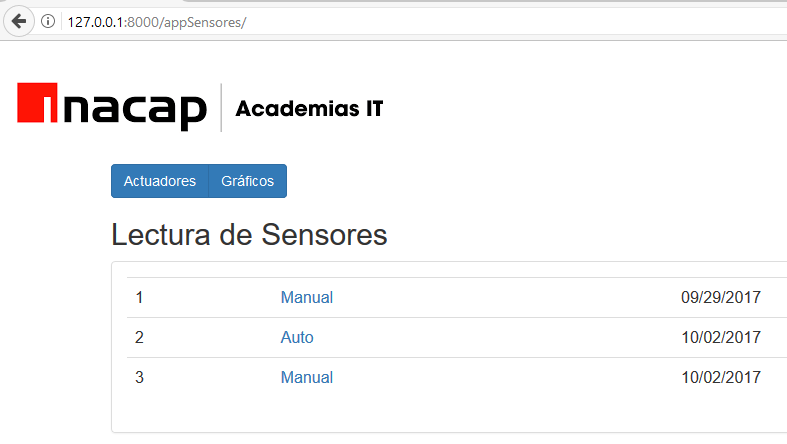 127.0.0.1:8000/appSensores/
inacap Academias IT
Actuadores Gráficos
Lectura de Sensores
1 Manual 09/29/2017
2 Auto 10/02/2017
3 Manual 10/02/2017